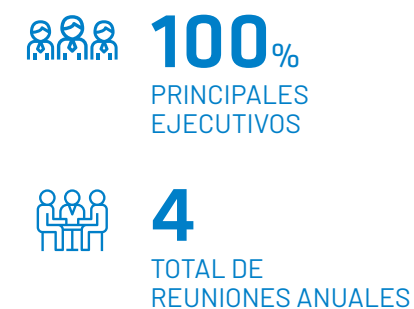 100%
PRINCIPALES
EJECUTIVOS
4
TOTAL DE
REUNIONES ANUALES